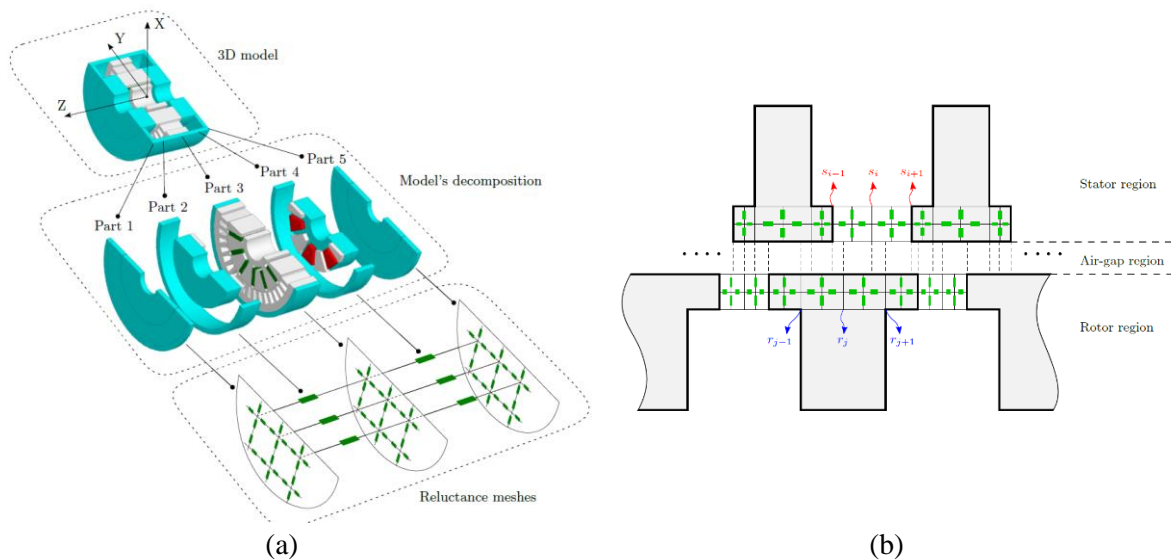 X
Y
3D model
Z
Part 5
Part 4
Part 3
Part 2
Part 1
Model's decomposition
Reluctance meshes
(a)
s_{i-1} s_i s_{i+1}
Stator region
Air-gap region
Rotor region
r_{j-1} r_j r_{j+1}
(b)